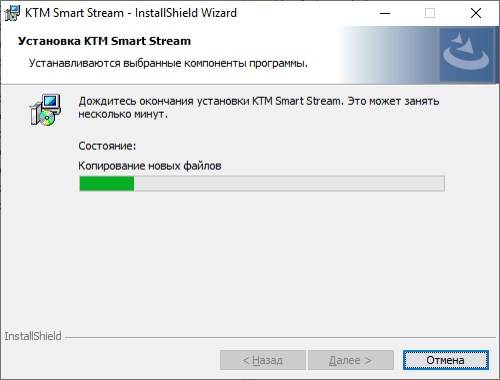 KTM Smart Stream - InstallShield Wizard
Установка KTM Smart Stream
Устанавливаются выбранные компоненты программы.
Дождитесь окончания установки KTM Smart Stream. Это может занять
несколько минут.
Состояние:
Копирование новых файлов
InstallShield
< Назад
Далее >
Отмена